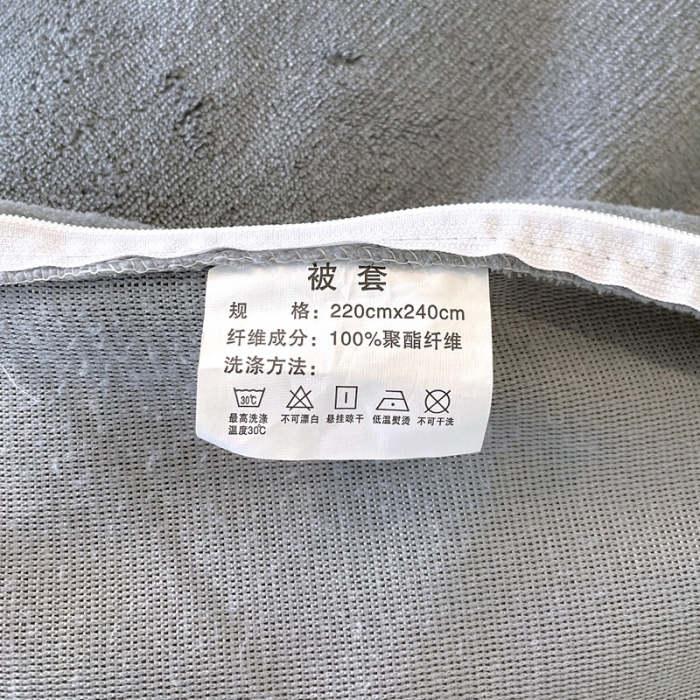 被 套
规 格：220cmx240cm
纤维成分：100%聚酯纤维
洗涤方法：
30℃
最高洗涤 不可漂白 悬挂晾干 低温熨烫 不可干洗
温度30℃